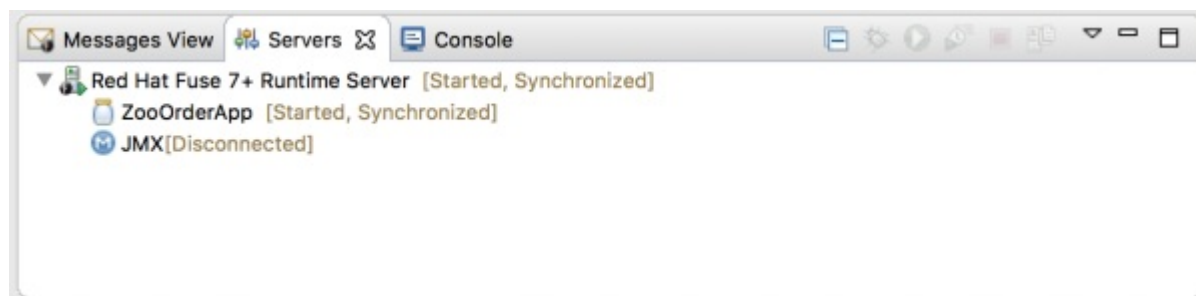 Messages View Servers Console
Red Hat Fuse 7+ Runtime Server [Started, Synchronized]
ZooOrderApp [Started, Synchronized]
JMX[Disconnected]